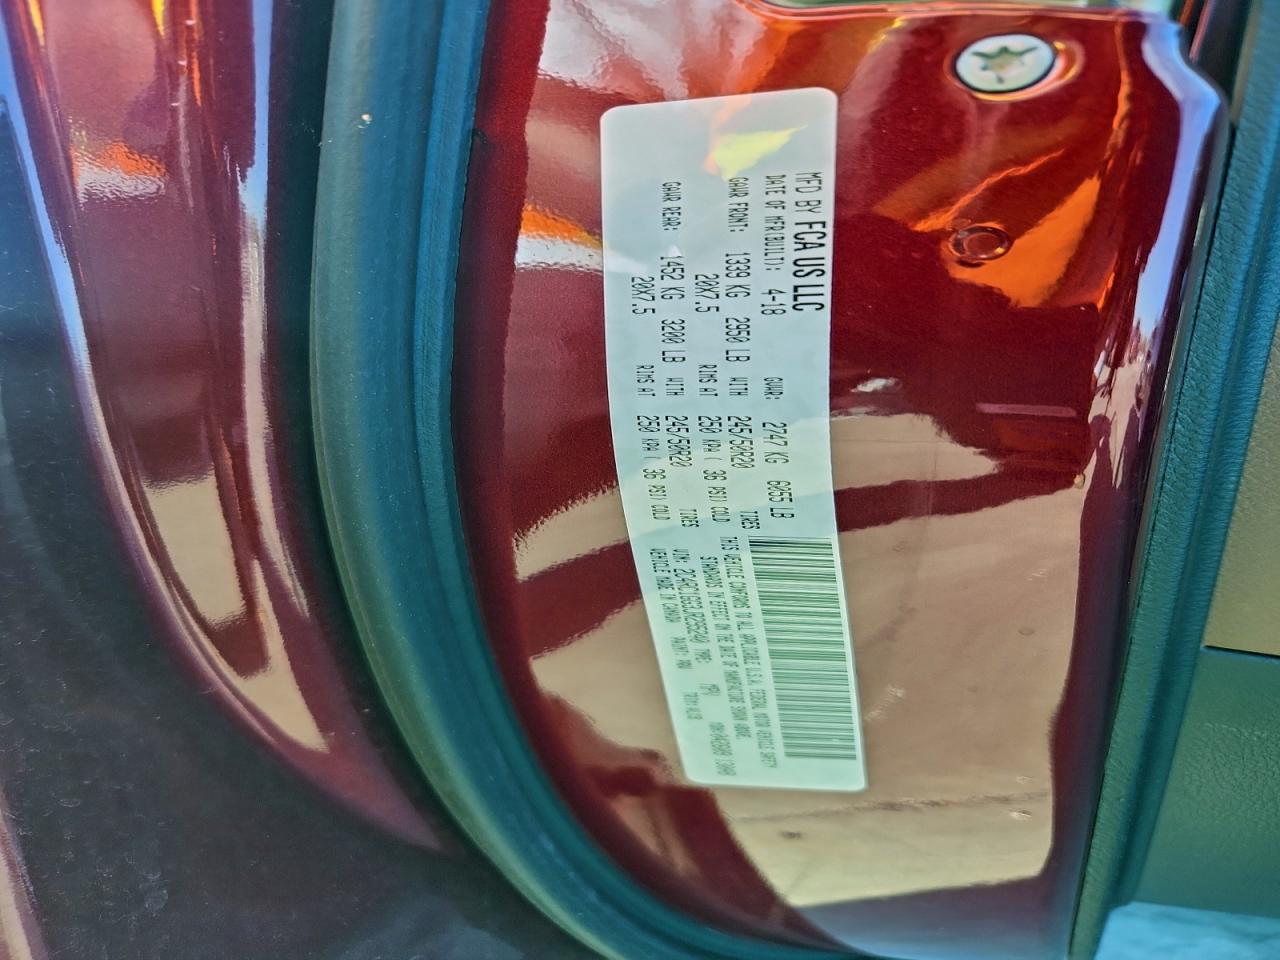 MFD BY FCA US LLC
DATE OF MFR(BUILT): 4-18 GVWR: 2747 KG 6055 LB
GAWR FRONT: 1339 KG 2950 LB WITH 245/50R20 TIRES
20X7.5 RIMS AT 250 KPA ( 36 PSI) COLD
GAWR REAR: 1452 KG 3200 LB WITH 245/50R20 TIRES
20X7.5 RIMS AT 250 KPA ( 36 PSI) COLD
THIS VEHICLE CONFORMS TO ALL APPLICABLE U.S.A. FEDERAL MOTOR VEHICLE SAFETY
STANDARDS IN EFFECT ON THE DATE OF MANUFACTURE SHOWN ABOVE.
VIN: TYPE: MPV
VEHICLE MADE IN CANADA PAINT: